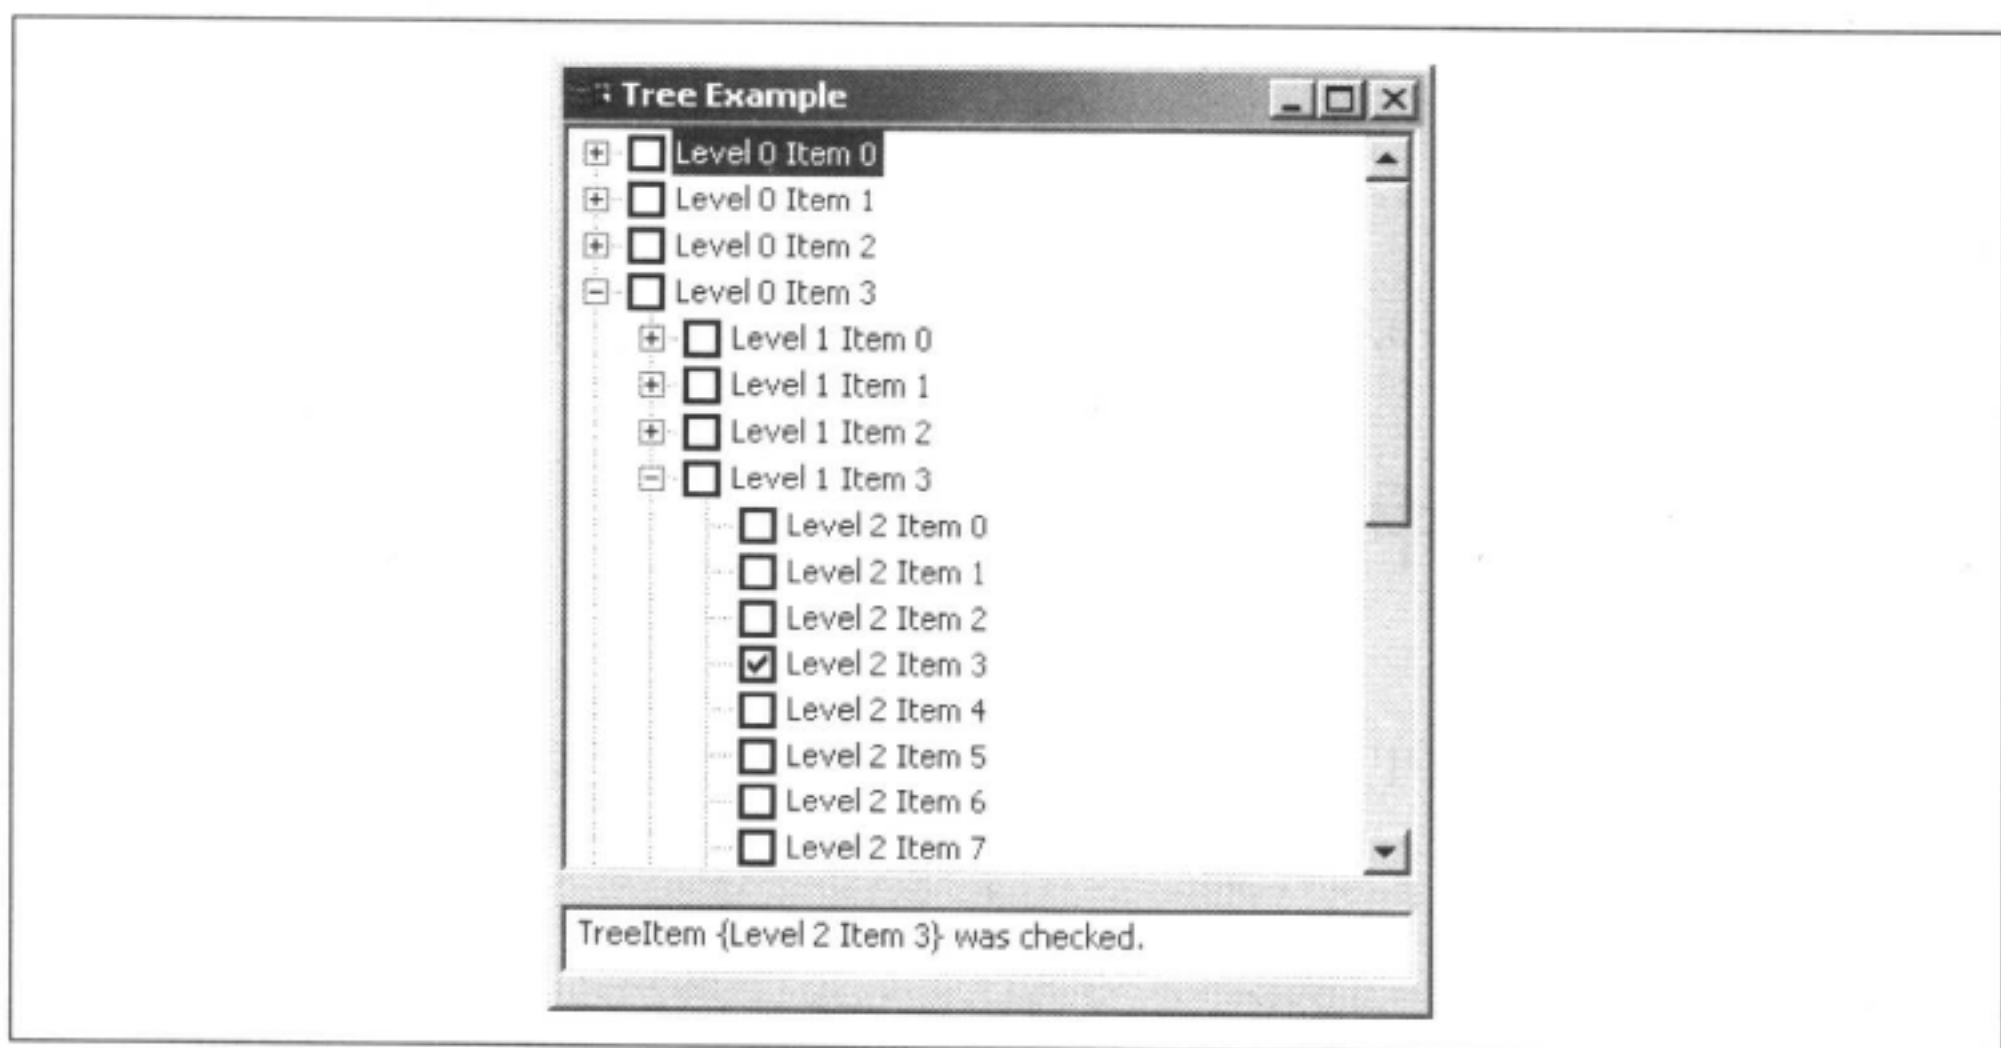 Tree Example
Level 0 Item 0
Level 0 Item 1
Level 0 Item 2
Level 0 Item 3
Level 1 Item 0
Level 1 Item 1
Level 1 Item 2
Level 1 Item 3
Level 2 Item 0
Level 2 Item 1
Level 2 Item 2
Level 2 Item 3
Level 2 Item 4
Level 2 Item 5
Level 2 Item 6
Level 2 Item 7
TreeItem {Level 2 Item 3} was checked.